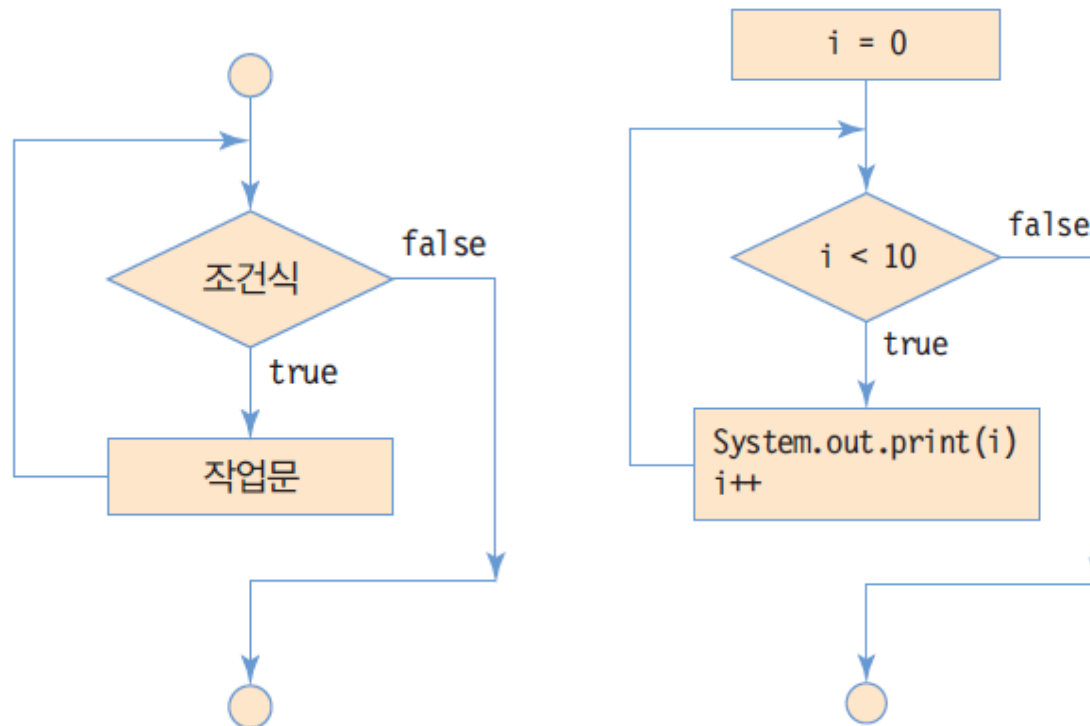 조건식
false
true
작업문
i = 0
i < 10
false
true
System.out.print(i)
i++